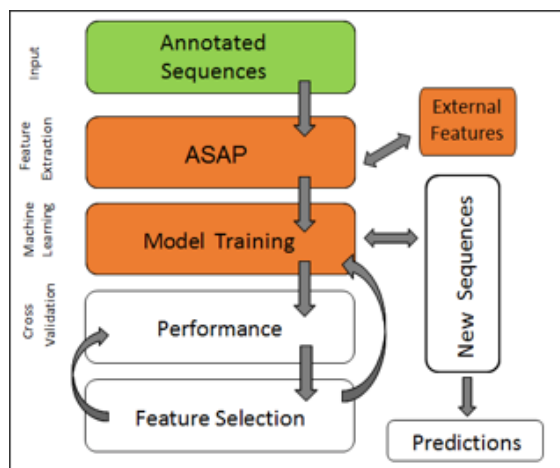 Input
Annotated
Sequences
Feature
Extraction
ASAP
External
Features
Machine
Learning
Model Training
New Sequences
Cross
Validation
Performance
Feature Selection
Predictions